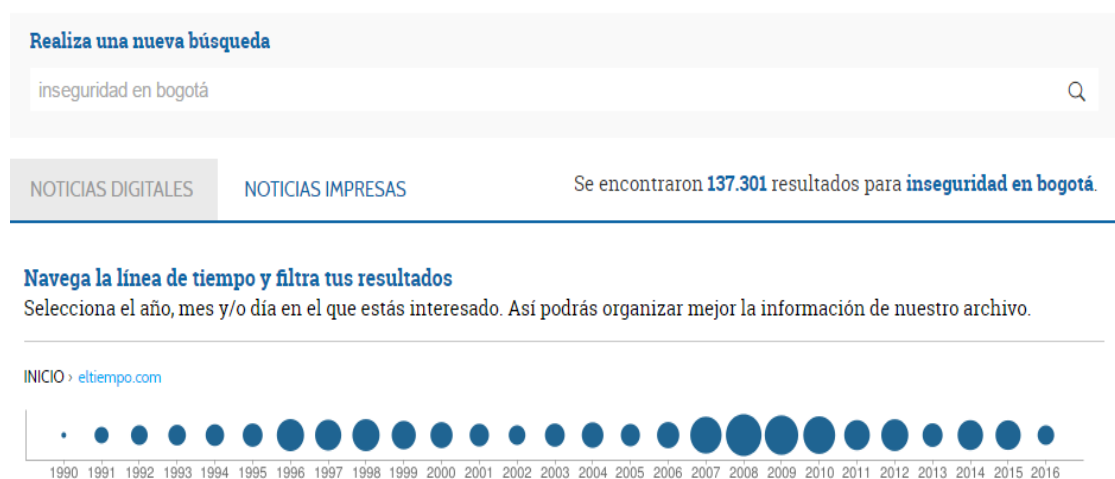 Realiza una nueva búsqueda
inseguridad en bogotá
NOTICIAS DIGITALES NOTICIAS IMPRESAS Se encontraron 137.301 resultados para inseguridad en bogotá.
Navega la línea de tiempo y filtra tus resultados
Selecciona el año, mes y/o día en el que estás interesado. Así podrás organizar mejor la información de nuestro archivo.
INICIO › eltiempo.com
1990 1991 1992 1993 1994 1995 1996 1997 1998 1999 2000 2001 2002 2003 2004 2005 2006 2007 2008 2009 2010 2011 2012 2013 2014 2015 2016